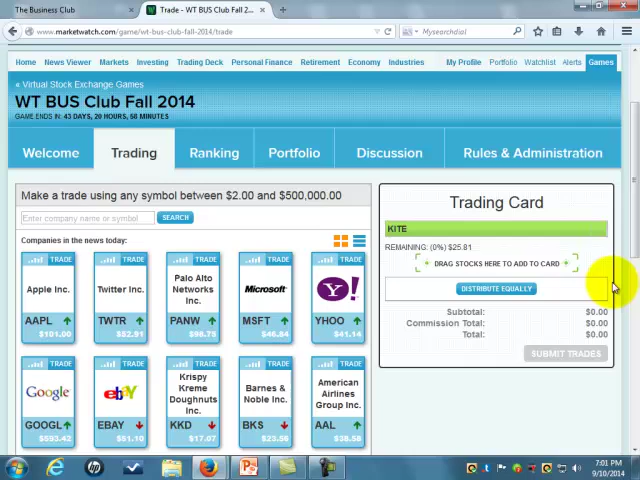 The Business Club
Trade - WT BUS Club Fall 2...
www.marketwatch.com/game/wt-bus-club-fall-2014/trade
Mysearchdial
Home News Viewer Markets Investing Trading Deck Personal Finance Retirement Economy Industries My Profile Portfolio Watchlist Alerts Games
« Virtual Stock Exchange Games
WT BUS Club Fall 2014
GAME ENDS IN: 43 DAYS, 20 HOURS, 58 MINUTES
Welcome Trading Ranking Portfolio Discussion Rules & Administration
Make a trade using any symbol between $2.00 and $500,000.00
Enter company name or symbol SEARCH
Companies in the news today:
TRADE TRADE TRADE TRADE TRADE
Apple Inc. Twitter Inc. Palo Alto Networks Inc. Microsoft YHOO!
AAPL TWTR PANW MSFT YHOO
$101.00 $52.91 $98.75 $46.84 $41.14
TRADE TRADE TRADE TRADE TRADE
Google ebay Krispy Kreme Doughnuts Inc. Barnes & Noble Inc. American Airlines Group Inc.
GOOGL EBAY KKD BKS AAL
$593.42 $51.10 $17.07 $23.56 $38.58
Trading Card
KITE
REMAINING: (0%) $25.81
DRAG STOCKS HERE TO ADD TO CARD
DISTRIBUTE EQUALLY
Subtotal: $0.00
Commission Total: $0.00
Total: $0.00
SUBMIT TRADES
7:01 PM
9/10/2014